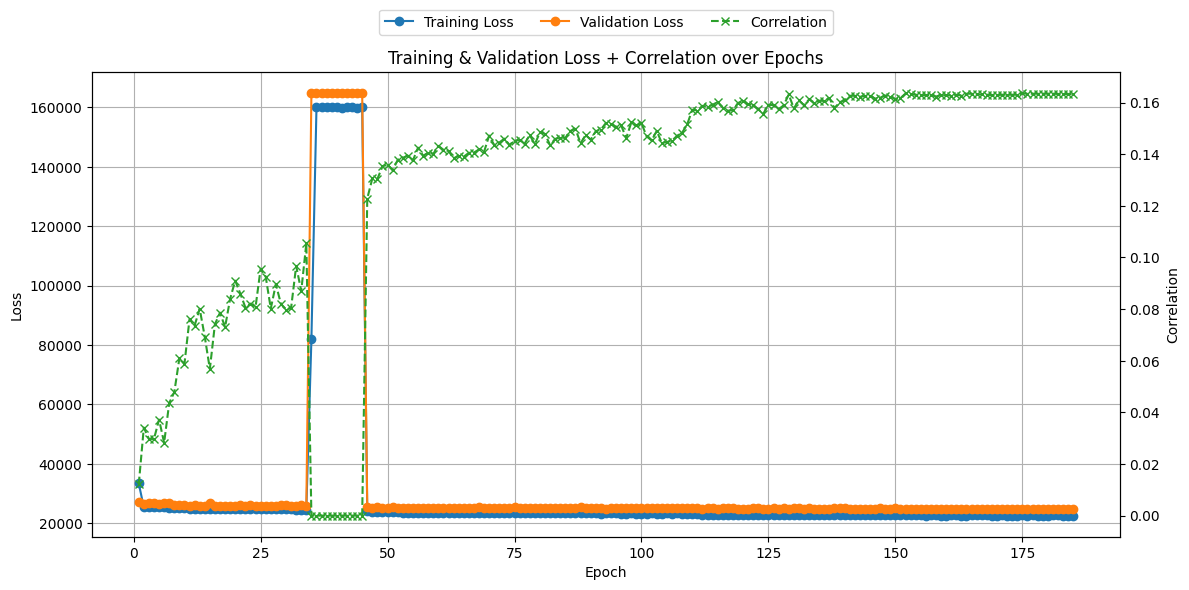 Training Loss Validation Loss Correlation
Training & Validation Loss + Correlation over Epochs
Loss
160000
140000
120000
100000
80000
60000
40000
20000
0.16
0.14
0.12
0.10
0.08
0.06
0.04
0.02
0.00
Correlation
0 25 50 75 100 125 150 175
Epoch